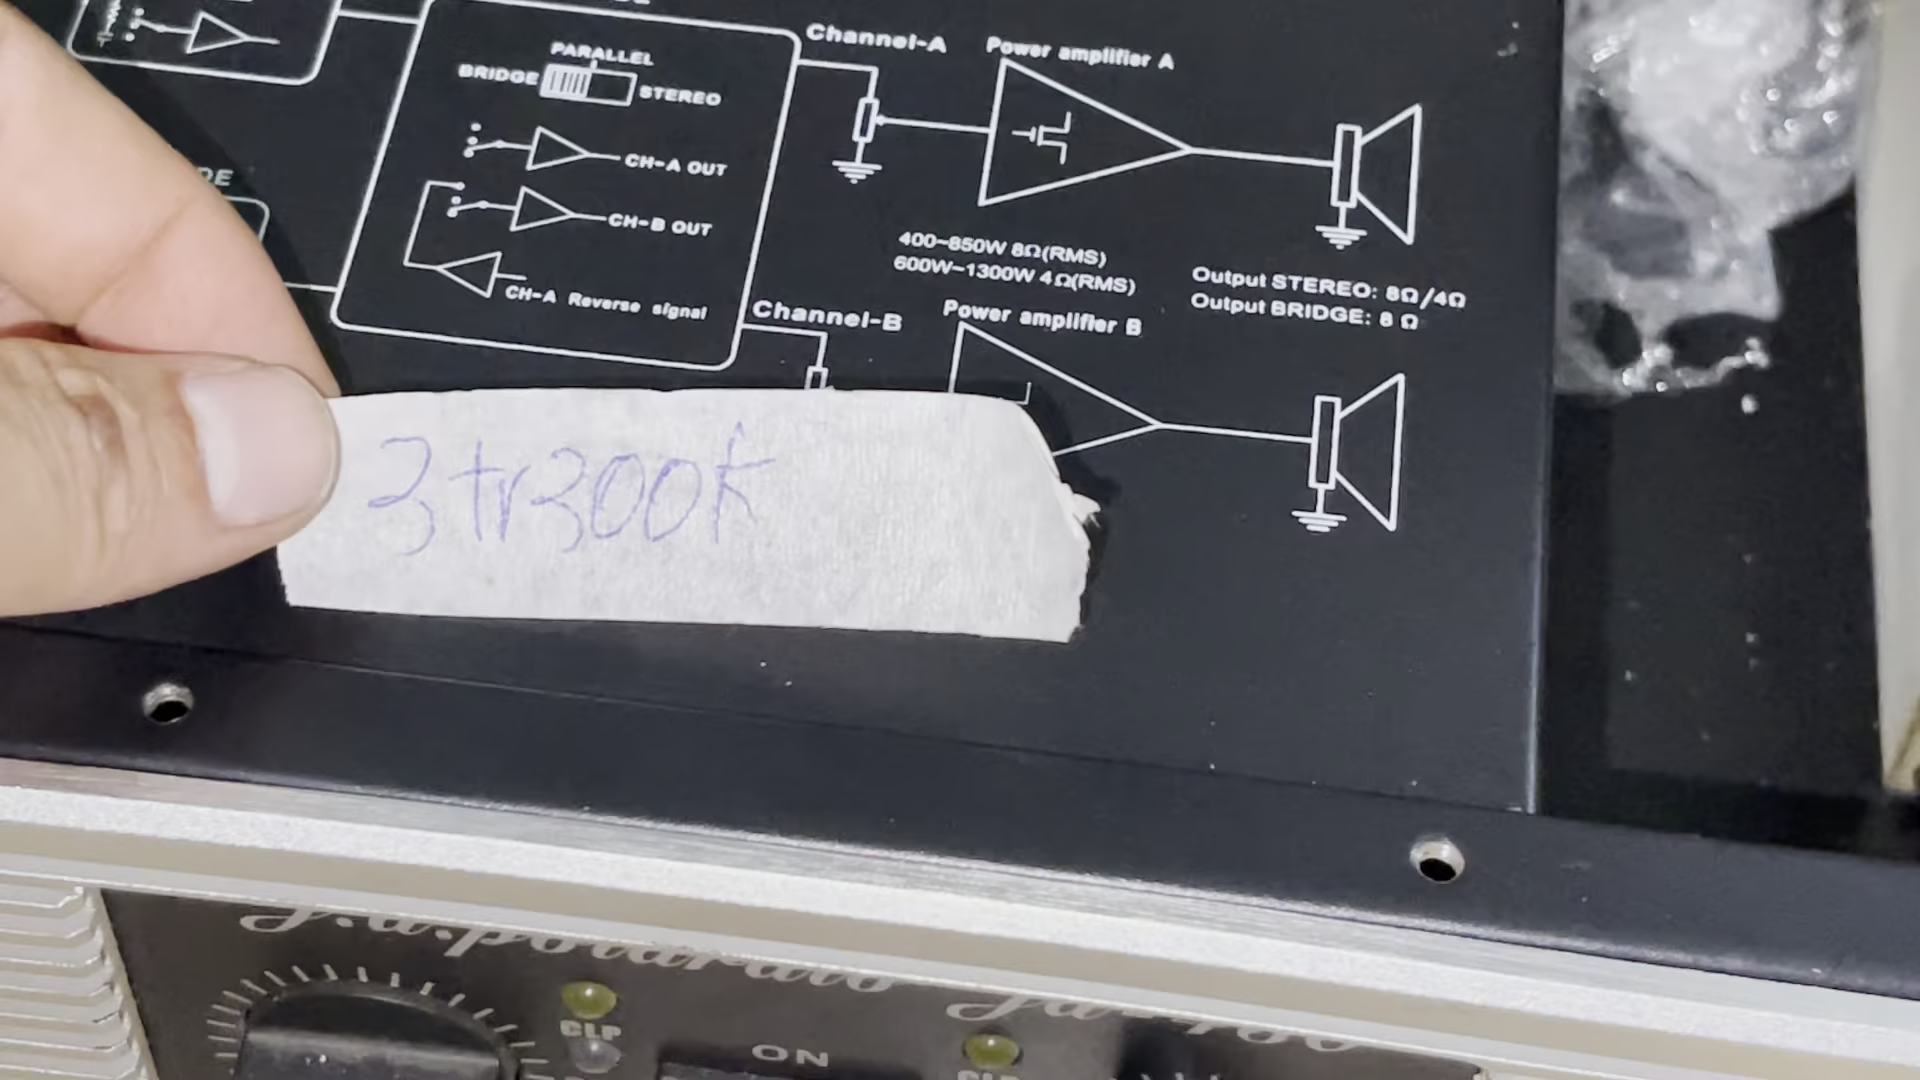 PARALLEL
BRIDGE STEREO
CH-A OUT
CH-B OUT
CH-A Reverse signal
Channel-A
Power amplifier A
400~850W 8Ω(RMS)
600W~1300W 4Ω(RMS)
Output STEREO: 8Ω/4Ω
Output BRIDGE: 8 Ω
Channel-B
Power amplifier B
3tr300k
CLP
ON